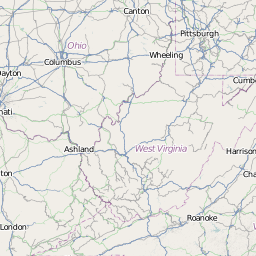 Canton
Pittsburgh
Ohio
Wheeling
Columbus
Dayton
Cumbe
nati
Ashland
West Virginia
Harrison
ton
Cha
Roanoke
London